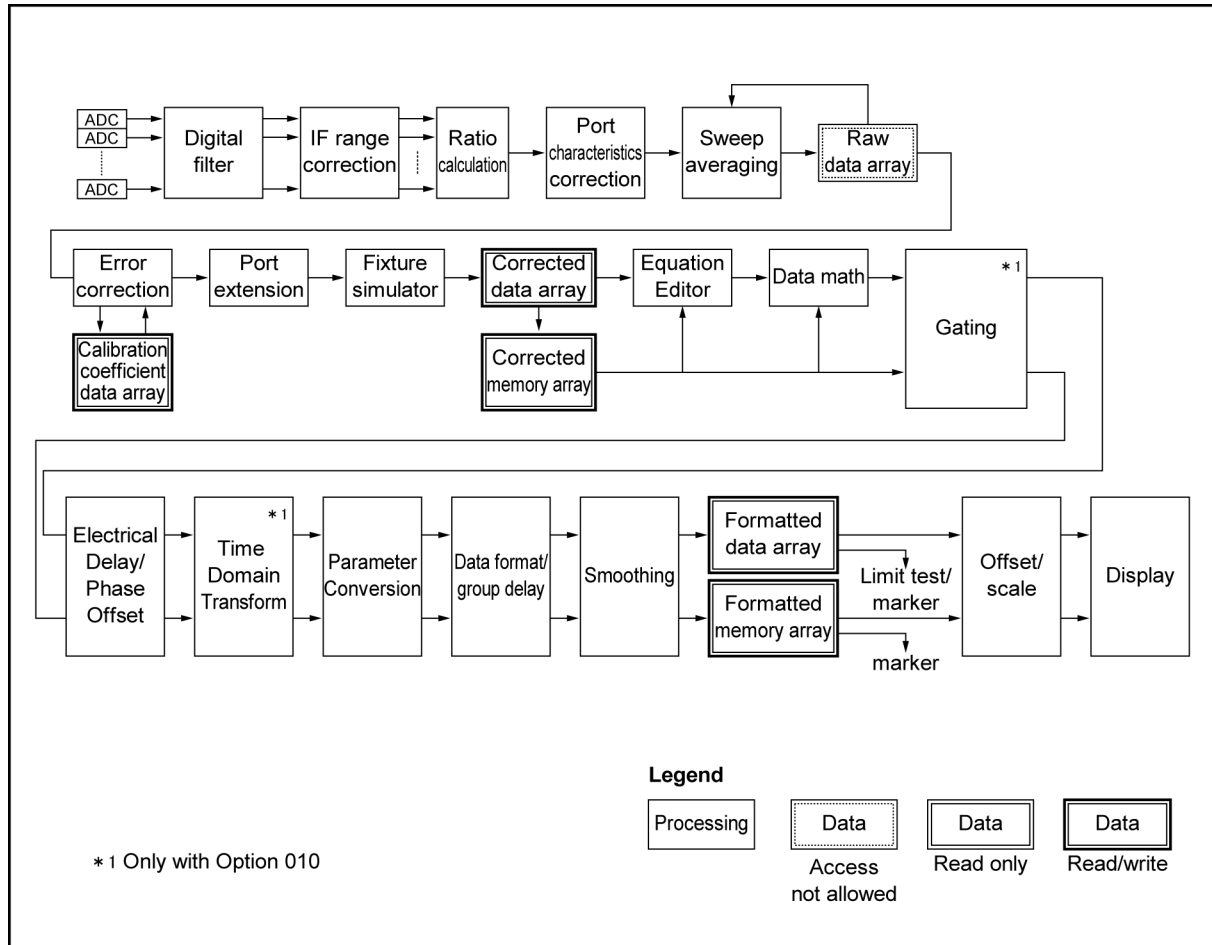 ADC
ADC
ADC
Digital
filter
IF range
correction
Ratio
calculation
Port
characteristics
correction
Sweep
averaging
Raw
data array
Error
correction
Port
extension
Fixture
simulator
Corrected
data array
Equation
Editor
Data math
*1
Gating
Calibration
coefficient
data array
Corrected
memory array
Electrical
Delay/
Phase
Offset
*1
Time
Domain
Transform
Parameter
Conversion
Data format/
group delay
Smoothing
Formatted
data array
Limit test/
marker
Formatted
memory array
marker
Offset/
scale
Display
Legend
Processing
Data
Access
not allowed
Data
Read only
Data
Read/write
*1 Only with Option 010